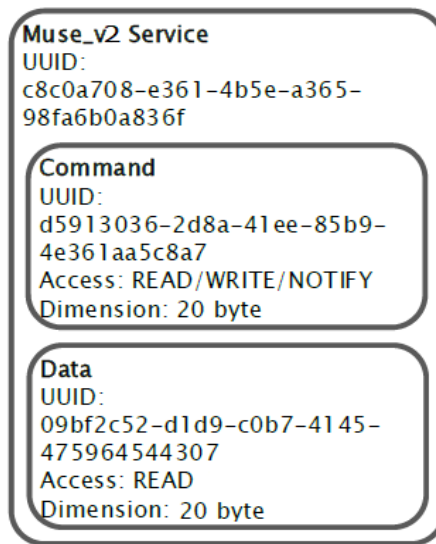 Muse_v2 Service
UUID:
c8c0a708-e361-4b5e-a365-
98fa6b0a836f
Command
UUID:
d5913036-2d8a-41ee-85b9-
4e361aa5c8a7
Access: READ/WRITE/NOTIFY
Dimension: 20 byte
Data
UUID:
09bf2c52-d1d9-c0b7-4145-
475964544307
Access: READ
Dimension: 20 byte